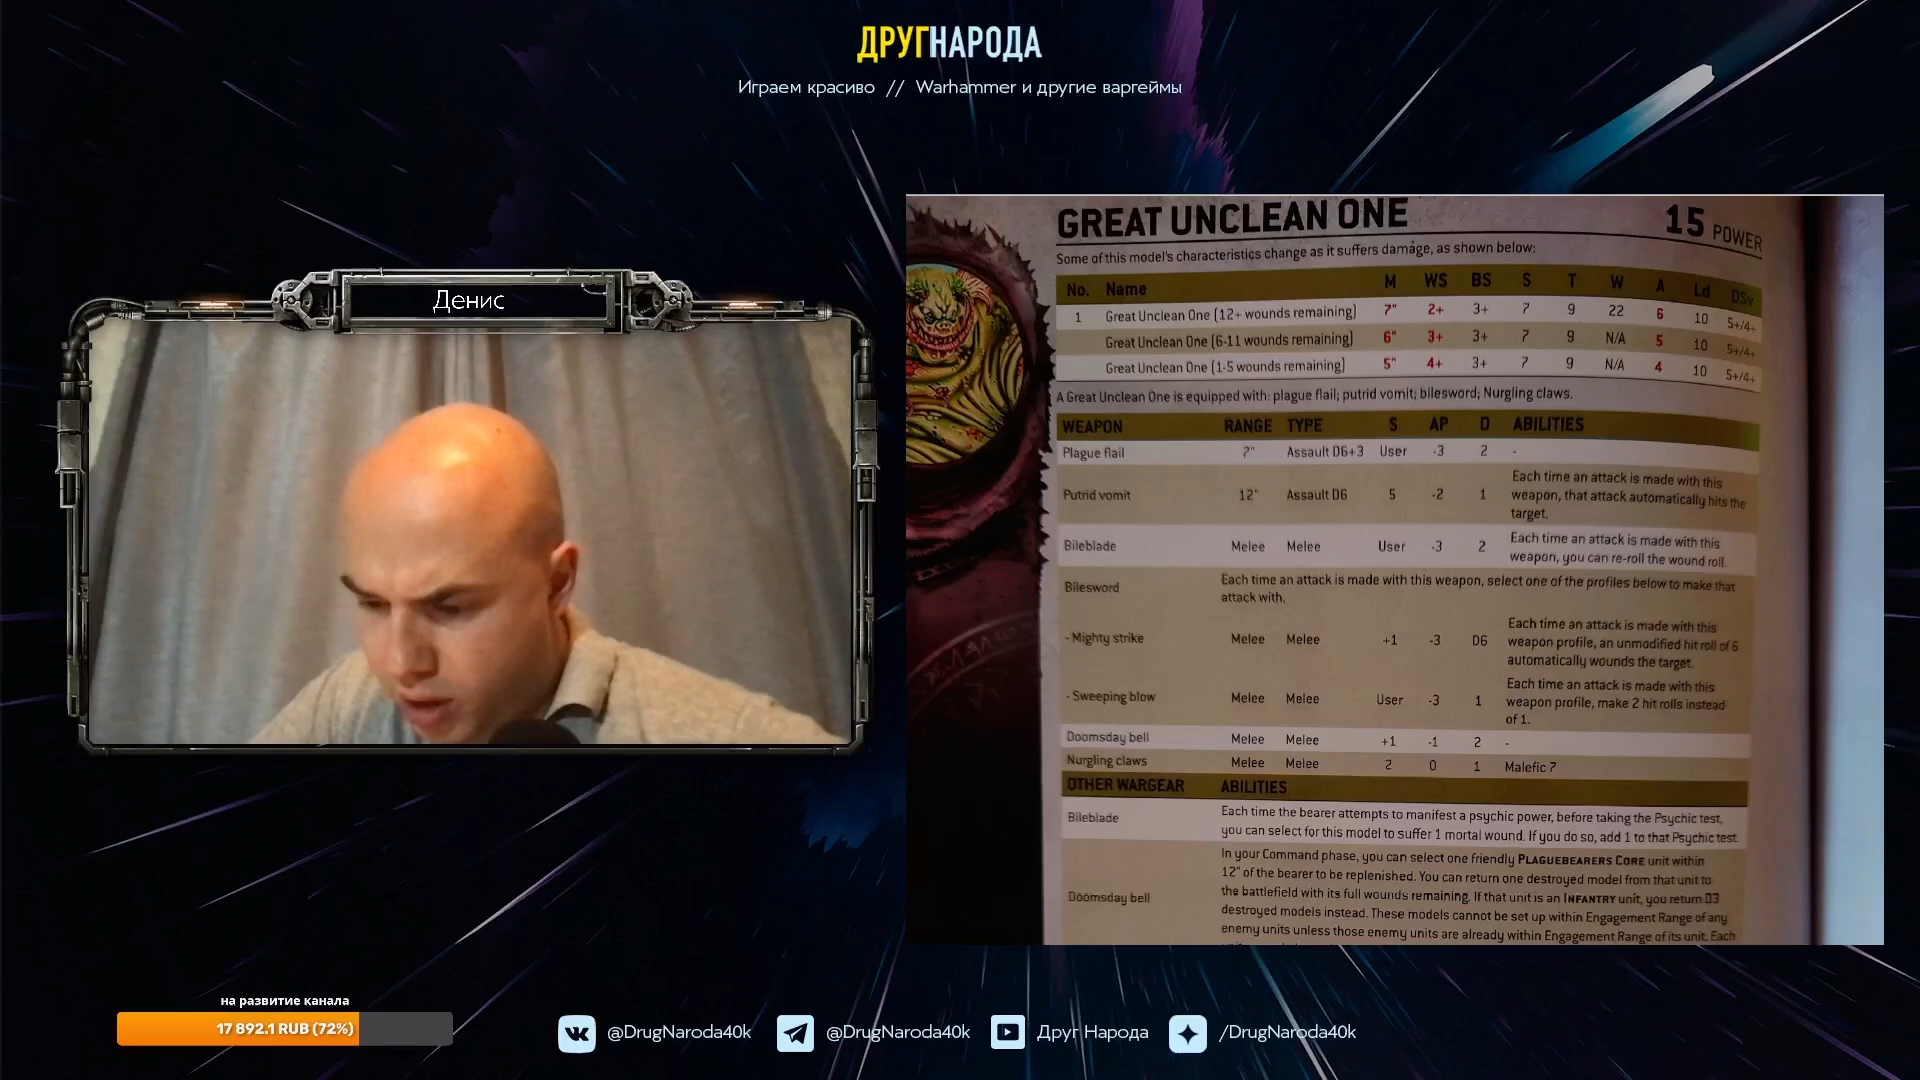 ДРУГНАРОДА
Играем красиво // Warhammer и другие варгеймы
Денис
GREAT UNCLEAN ONE 15 POWER
Some of this model's characteristics change as it suffers damage, as shown below:
No. Name M WS BS S T W A Ld DSv
1 Great Unclean One (12+ wounds remaining) 7" 2+ 3+ 7 9 22 6 10 5+/4+
Great Unclean One (6-11 wounds remaining) 6" 3+ 3+ 7 9 N/A 5 10 5+/4+
Great Unclean One (1-5 wounds remaining) 5" 4+ 3+ 7 9 N/A 4 10 5+/4+
A Great Unclean One is equipped with: plague flail; putrid vomit; bilesword; Nurgling claws.
WEAPON RANGE TYPE S AP D ABILITIES
Plague flail 7" Assault D6+3 User -3 2 -
Putrid vomit 12" Assault D6 5 -2 1 Each time an attack is made with this
weapon, that attack automatically hits the
target.
Bileblade Melee Melee User -3 2 Each time an attack is made with this
weapon, you can re-roll the wound roll.
Bilesword Each time an attack is made with this weapon, select one of the profiles below to make that
attack with.
- Mighty strike Melee Melee +1 -3 D6 Each time an attack is made with this
weapon profile, an unmodified hit roll of 6
automatically wounds the target.
- Sweeping blow Melee Melee User -3 1 Each time an attack is made with this
weapon profile, make 2 hit rolls instead
of 1.
Doomsday bell Melee Melee +1 -1 2 -
Nurgling claws Melee Melee 2 0 1 Malefic 7
OTHER WARGEAR ABILITIES
Bileblade Each time the bearer attempts to manifest a psychic power, before taking the Psychic test,
you can select for this model to suffer 1 mortal wound. If you do so, add 1 to that Psychic test.
Doomsday bell In your Command phase, you can select one friendly PLAGUEBEARERS CORE unit within
12" of the bearer to be replenished. You can return one destroyed model from that unit to
the battlefield with its full wounds remaining. If that unit is an INFANTRY unit, you return D3
destroyed models instead. These models cannot be set up within Engagement Range of any
enemy units unless those enemy units are already within Engagement Range of its unit. Each
на развитие канала
17 892.1 RUB (72%)
@DrugNaroda40k @DrugNaroda40k Друг Народа /DrugNaroda40k